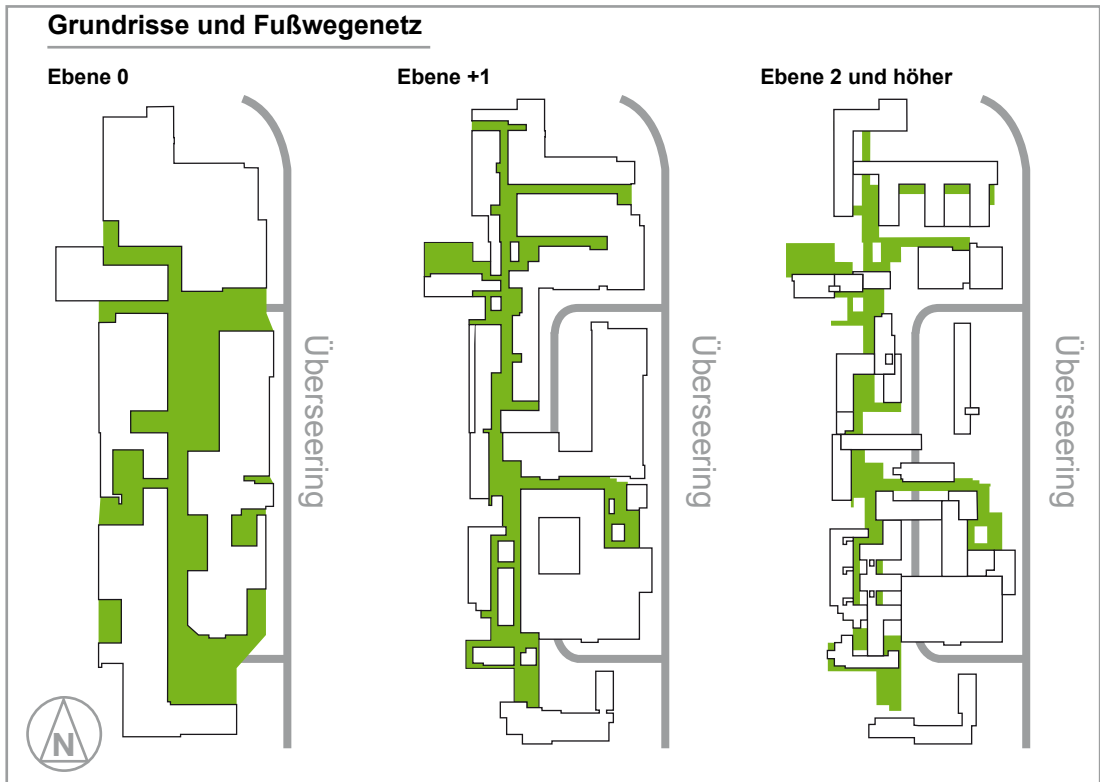 Grundrisse und Fußwegenetz
Ebene 0
Ebene +1
Ebene 2 und höher
Überseering
Überseering
Überseering
N